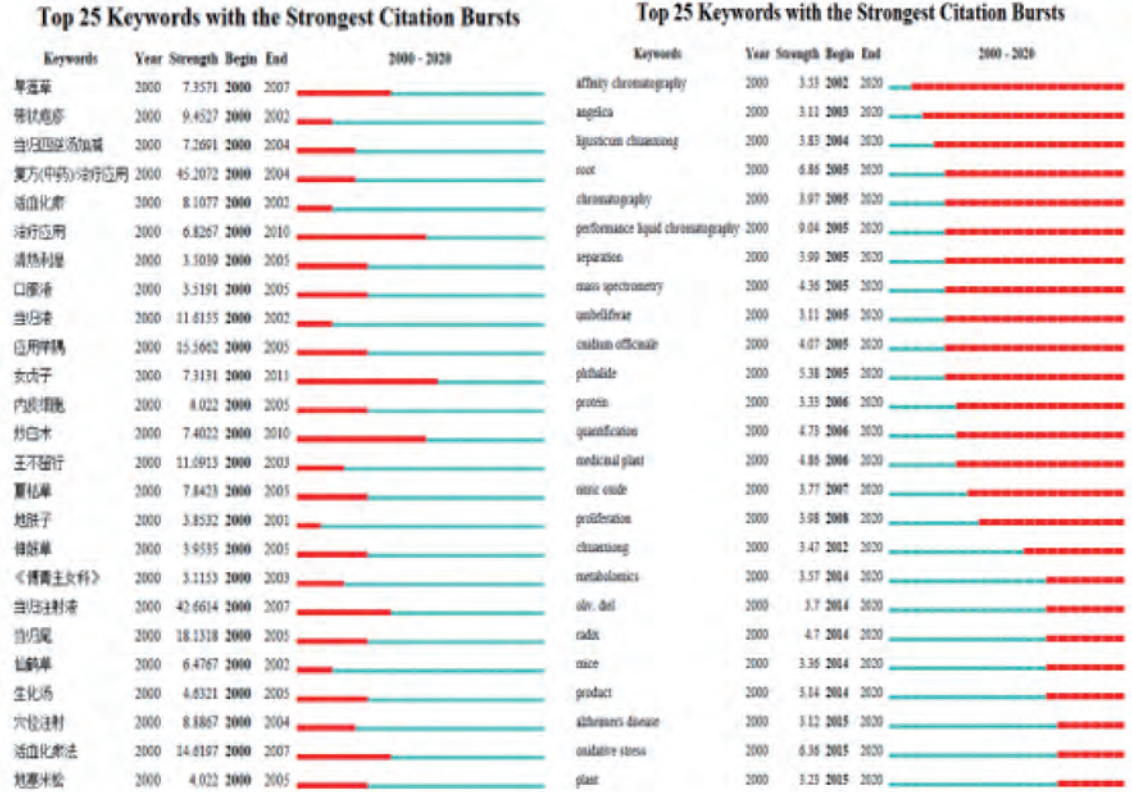 Top 25 Keywords with the Strongest Citation Bursts
Keywords Year Strength Begin End 2000 - 2020
旱莲草 2000 7.3571 2000 2007
带状疱疹 2000 9.4527 2000 2002
当归四逆汤加减 2000 7.2691 2000 2004
复方(中药)/治疗应用 2000 45.2072 2000 2004
活血化瘀 2000 8.1077 2000 2002
治疗应用 2000 6.8267 2000 2010
清热利湿 2000 3.5039 2000 2005
口服液 2000 3.5191 2000 2005
当归液 2000 11.6155 2000 2002
应用举隅 2000 15.5662 2000 2005
女贞子 2000 7.3131 2000 2011
内皮细胞 2000 8.022 2000 2005
炒白术 2000 7.4022 2000 2010
王不留行 2000 11.0913 2000 2003
夏枯草 2000 7.8423 2000 2005
地肤子 2000 3.8532 2000 2001
2000 3.9535 2000 2005
《傅青主女科》 2000 3.1153 2000 2003
当归注射液 2000 42.6614 2000 2007
当归尾 2000 18.1318 2000 2005
仙鹤草 2000 6.4767 2000 2002
生化汤 2000 4.6321 2000 2005
穴位注射 2000 8.8867 2000 2004
活血化瘀法 2000 14.6197 2000 2007
地塞米松 2000 4.022 2000 2005
Top 25 Keywords with the Strongest Citation Bursts
Keywords Year Strength Begin End 2000 - 2020
affinity chromatography 2000 3.53 2002 2020
angelica 2000 3.11 2003 2020
ligusticum chuanxiong 2000 3.83 2004 2020
root 2000 6.86 2005 2020
chromatography 2000 3.97 2005 2020
performance liquid chromatography 2000 9.04 2005 2020
separation 2000 3.99 2005 2020
mass spectrometry 2000 4.36 2005 2020
umbelliferae 2000 3.11 2005 2020
cnidium officinale 2000 4.07 2005 2020
phthalide 2000 5.38 2005 2020
protein 2000 3.33 2006 2020
quantification 2000 4.73 2006 2020
medicinal plant 2000 4.86 2006 2020
nitric oxide 2000 3.77 2007 2020
proliferation 2000 3.98 2008 2020
chuanxiong 2000 3.47 2012 2020
metabolomics 2000 3.57 2014 2020
oliv. diel 2000 3.7 2014 2020
radix 2000 4.7 2014 2020
mice 2000 3.36 2014 2020
product 2000 3.14 2014 2020
alzheimers disease 2000 3.12 2015 2020
oxidative stress 2000 6.36 2015 2020
plant 2000 3.23 2015 2020